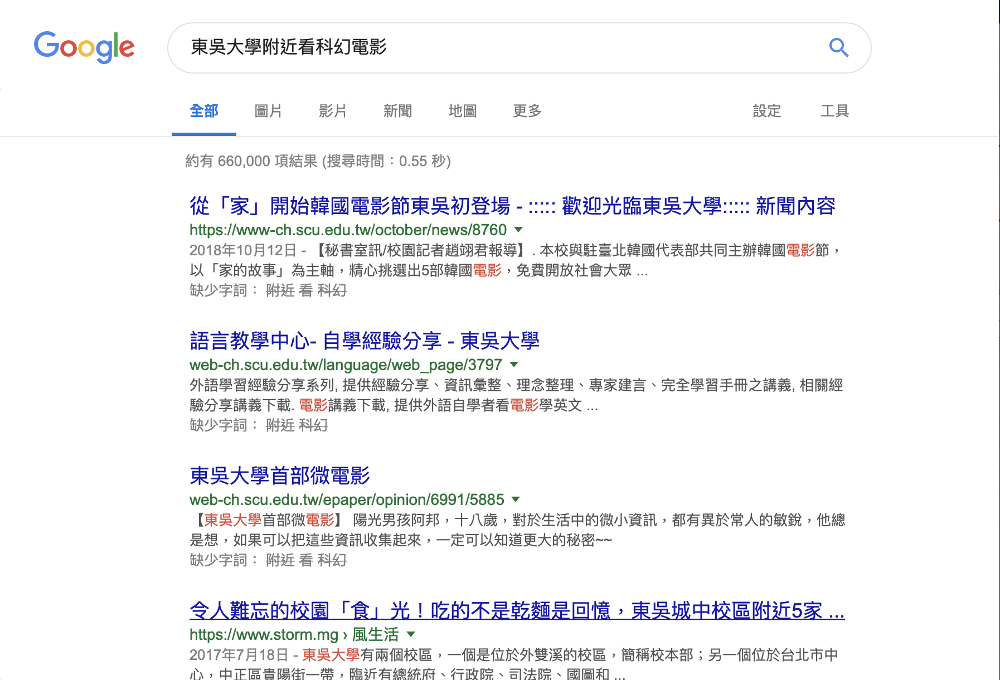 Google
東吳大學附近看科幻電影
全部 圖片 影片 新聞 地圖 更多 設定 工具
約有 660,000 項結果 (搜尋時間：0.55 秒)
從「家」開始韓國電影節東吳初登場 - ::::: 歡迎光臨東吳大學::::: 新聞內容
https://www-ch.scu.edu.tw/october/news/8760
2018年10月12日 - 【秘書室訊/校園記者趙翊君報導】. 本校與駐臺北韓國代表部共同主辦韓國電影節，
以「家的故事」為主軸，精心挑選出5部韓國電影，免費開放社會大眾 ...
缺少字詞： 附近 看 科幻
語言教學中心- 自學經驗分享 - 東吳大學
web-ch.scu.edu.tw/language/web_page/3797
外語學習經驗分享系列, 提供經驗分享、資訊彙整、理念整理、專家建言、完全學習手冊之講義, 相關經
驗分享講義下載. 電影講義下載, 提供外語自學者看電影學英文 ...
缺少字詞： 附近 科幻
東吳大學首部微電影
web-ch.scu.edu.tw/epaper/opinion/6991/5885
【東吳大學首部微電影】 陽光男孩阿邦，十八歲，對於生活中的微小資訊，都有異於常人的敏銳，他總
是想，如果可以把這些資訊收集起來，一定可以知道更大的秘密~~
缺少字詞： 附近 看 科幻
令人難忘的校園「食」光！吃的不是乾麵是回憶，東吳城中校區附近5家 ...
https://www.storm.mg › 風生活
2017年7月18日 - 東吳大學有兩個校區，一個是位於外雙溪的校區，簡稱校本部；另一個位於台北市中
心，中正區貴陽街一帶，臨近有總統府、行政院、司法院、國圖和 ...